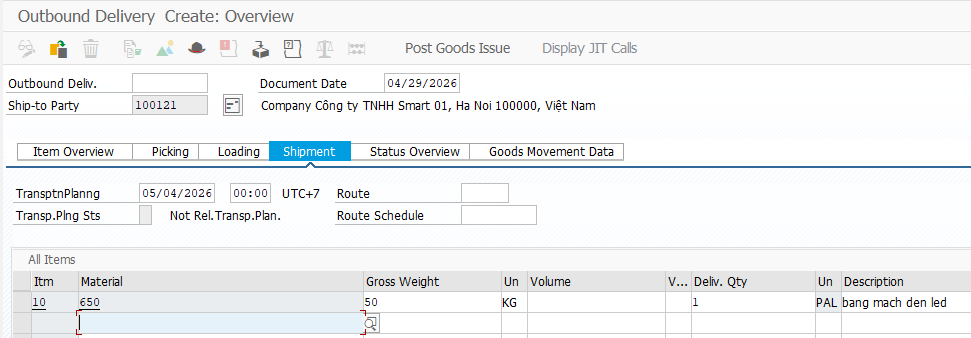 Outbound Delivery Create: Overview
Post Goods Issue Display JIT Calls
Outbound Deliv. Document Date 04/29/2026
Ship-to Party 100121 Company Công ty TNHH Smart 01, Ha Noi 100000, Việt Nam
Item Overview Picking Loading Shipment Status Overview Goods Movement Data
TransptnPlanng 05/04/2026 00:00 UTC+7 Route
Transp.Plng Sts Not Rel.Transp.Plan. Route Schedule
All Items
Itm Material Gross Weight Un Volume V... Deliv. Qty Un Description
10 650 50 KG 1 PAL bang mach den led